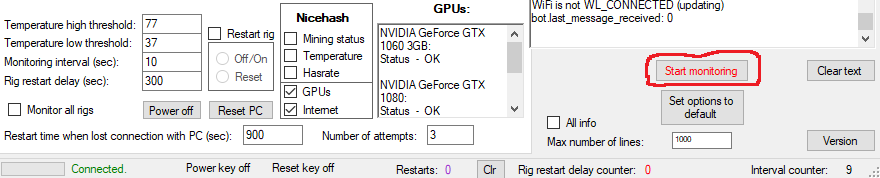 Temperature high threshold: 77
Temperature low threshold: 37
Monitoring interval (sec): 10
Rig restart delay (sec): 300
Monitor all rigs
Power off
Reset PC
Restart rig
Off/On
Reset
Nicehash
Mining status
Temperature
Hasrate
GPUs
Internet
GPUs:
NVIDIA GeForce GTX
1060 3GB:
Status - OK
NVIDIA GeForce GTX
1080:
Status - OK
Restart time when lost connection with PC (sec): 900
Number of attempts: 3
WiFi is not WL_CONNECTED (updating)
bot.last_message_received: 0
Start monitoring
Clear text
Set options to
default
All info
Max number of lines: 1000
Version
Connected.
Power key off
Reset key off
Restarts: 0
Clr
Rig restart delay counter: 0
Interval counter: 9